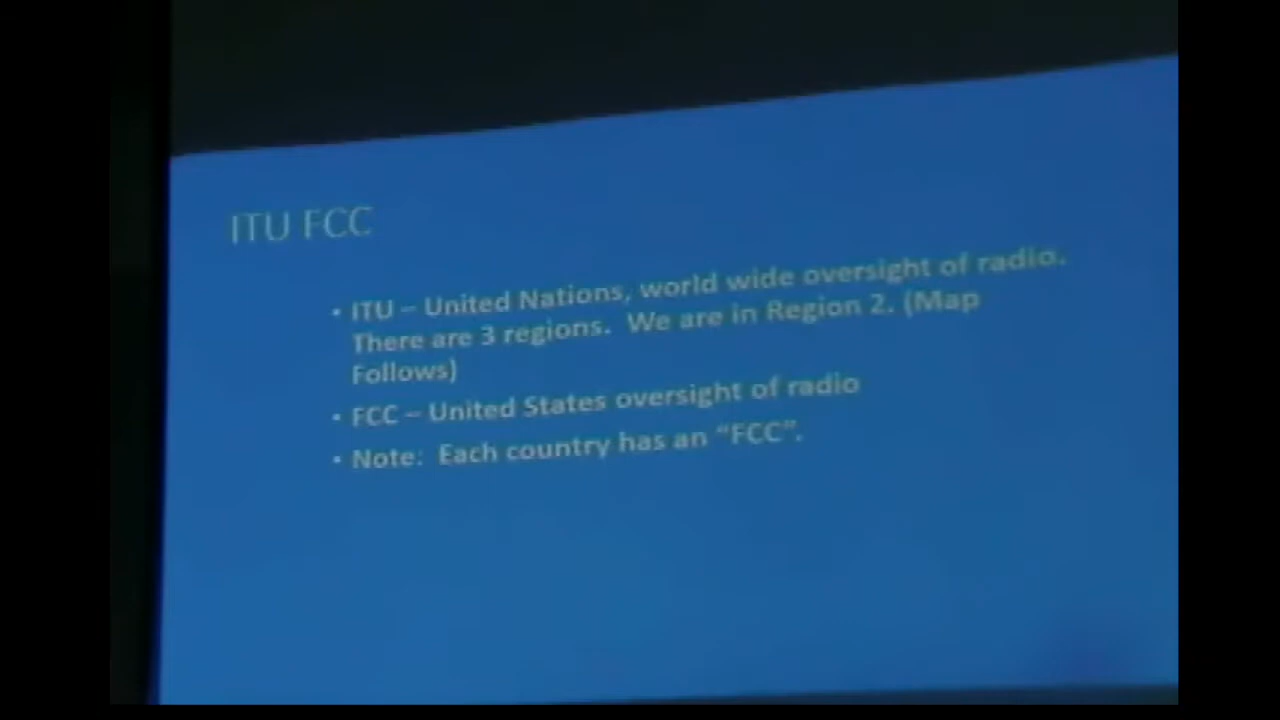 ITU FCC
• ITU – United Nations, world wide oversight of radio.
There are 3 regions.  We are in Region 2. (Map
Follows)
• FCC – United States oversight of radio
• Note:  Each country has an “FCC”.